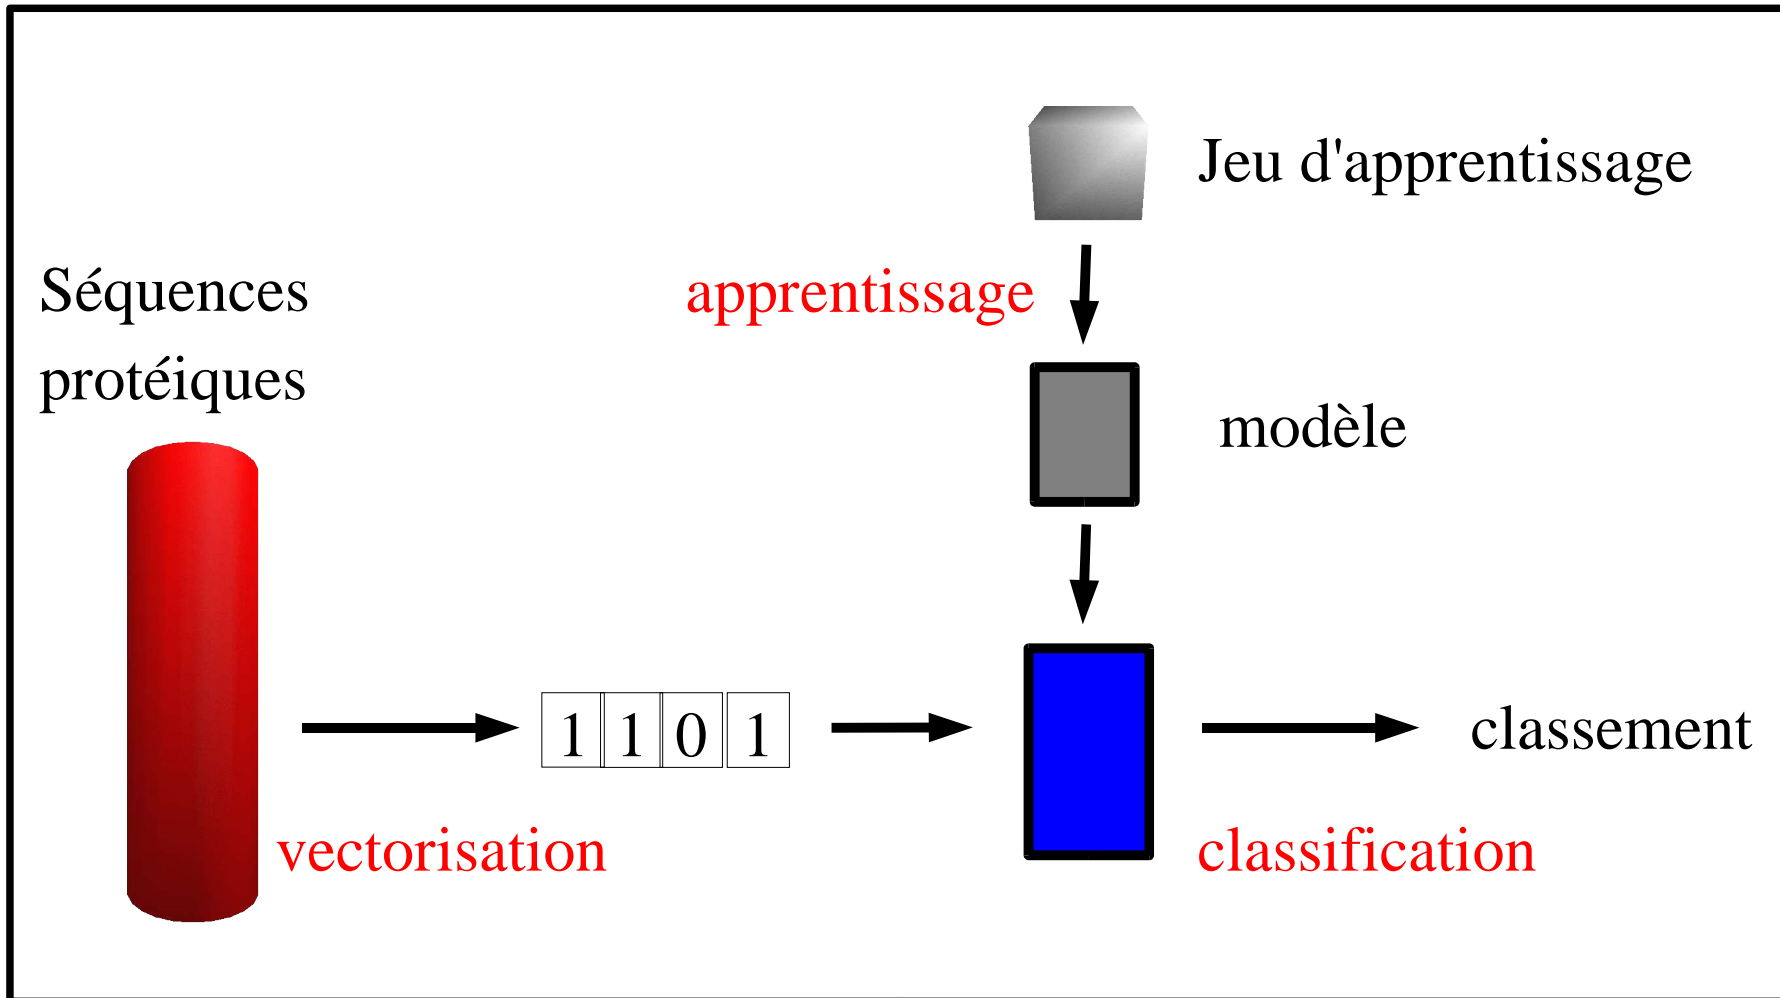 Jeu d'apprentissage
Séquences
protéiques
apprentissage
modèle
1 1 0 1
classement
vectorisation
classification